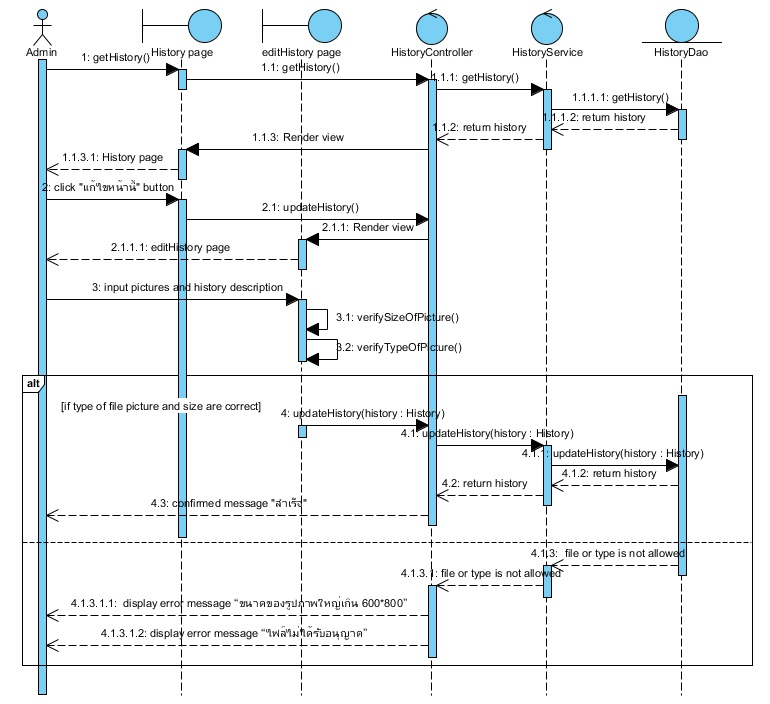 Admin
History page
editHistory page
HistoryController
HistoryService
HistoryDao
1: getHistory()
1.1: getHistory()
1.1.1: getHistory()
1.1.1.1: getHistory()
1.1.1.2: return history
1.1.2: return history
1.1.3: Render view
1.1.3.1: History page
2: click "แก้ไขหน้านี้" button
2.1: updateHistory()
2.1.1: Render view
2.1.1.1: editHistory page
3: input pictures and history description
3.1: verifySizeOfPicture()
3.2: verifyTypeOfPicture()
alt
[if type of file picture and size are correct]
4: updateHistory(history : History)
4.1: updateHistory(history : History)
4.1.1: updateHistory(history : History)
4.1.2: return history
4.2: return history
4.3: confirmed message "สำเร็จ"
4.1.3: file or type is not allowed
4.1.3.1: file or type is not allowed
4.1.3.1.1: display error message “ขนาดของรูปภาพใหญ่เกิน 600*800”
4.1.3.1.2: display error message “ไฟล์ไม่ได้รับอนุญาต”